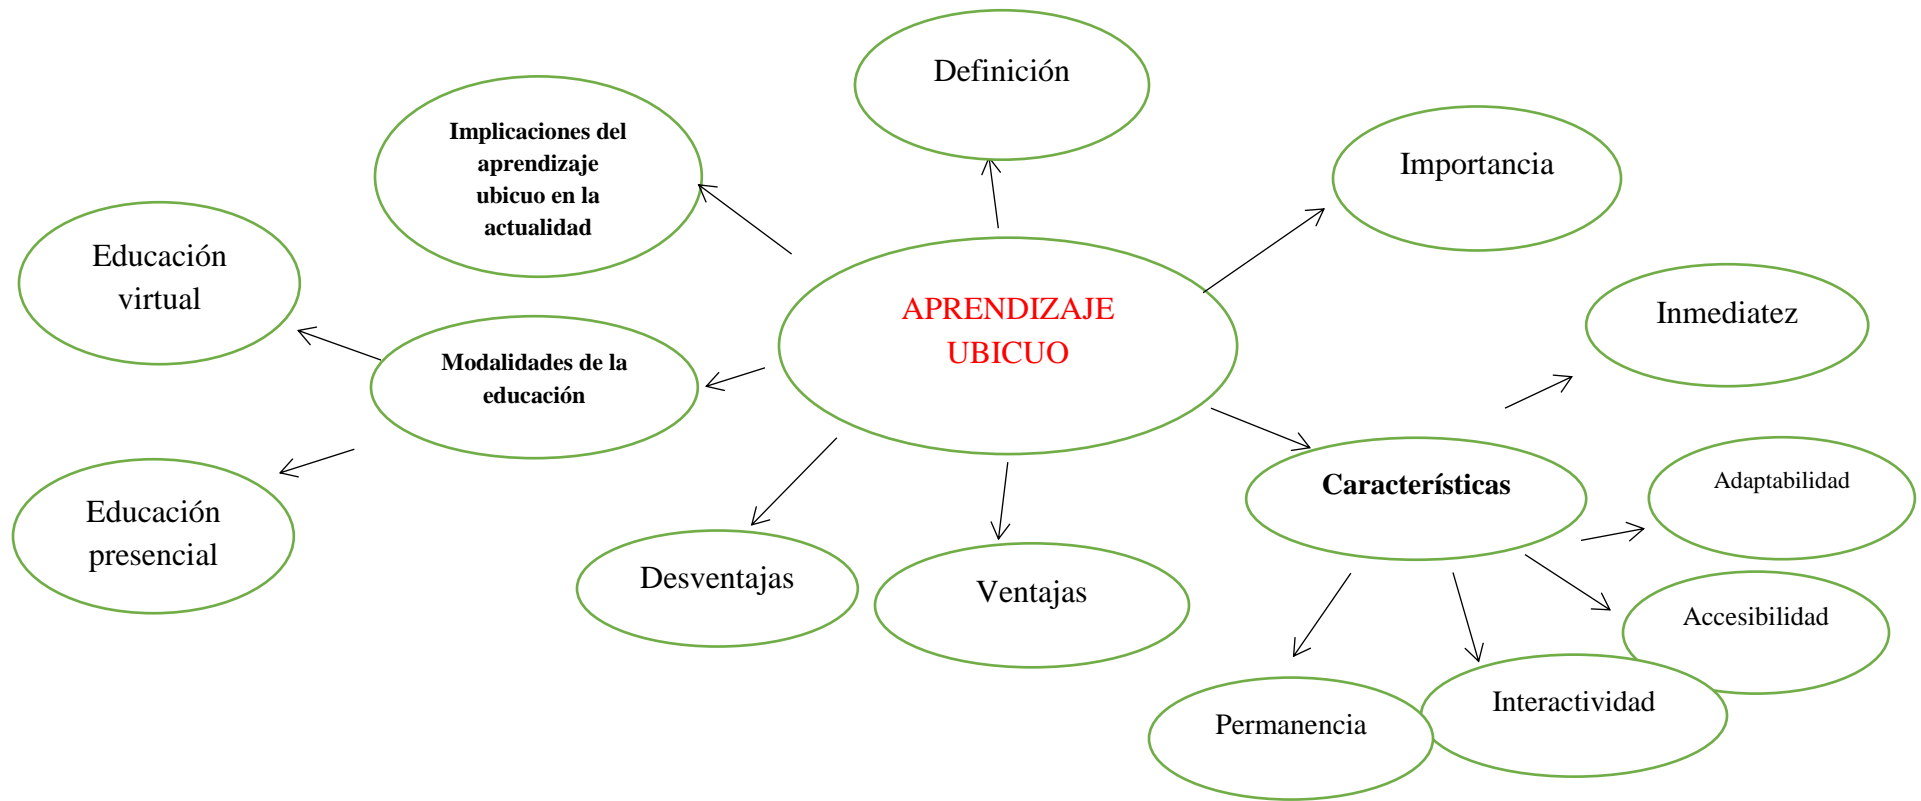 Definición
Implicaciones del
aprendizaje
ubicuo en la
actualidad
Importancia
Educación
virtual
APRENDIZAJE
UBICUO
Inmediatez
Modalidades de la
educación
Características
Adaptabilidad
Educación
presencial
Desventajas
Ventajas
Accesibilidad
Interactividad
Permanencia